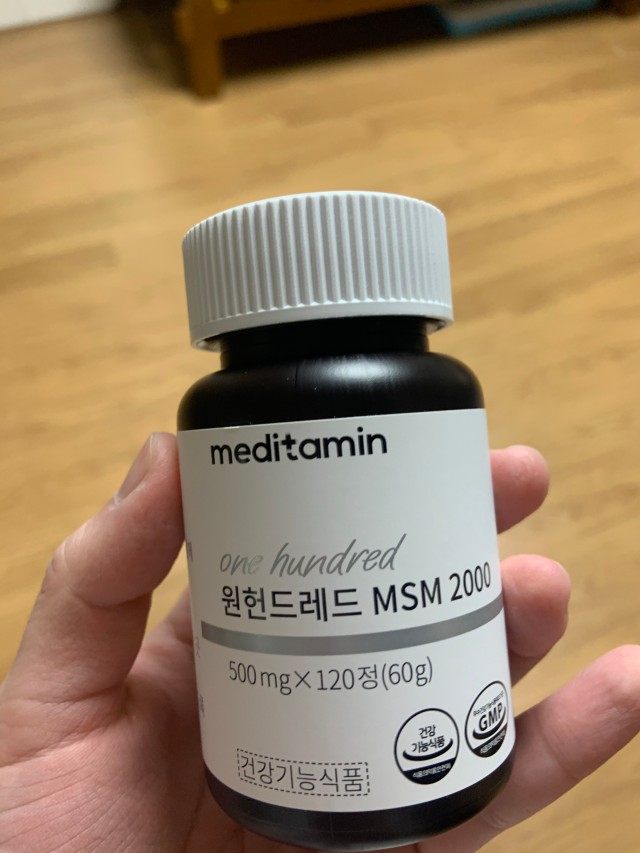 meditamin
one hundred
원헌드레드 MSM 2000
500mg×120정(60g)
건강
기능식품
GMP
건강기능식품